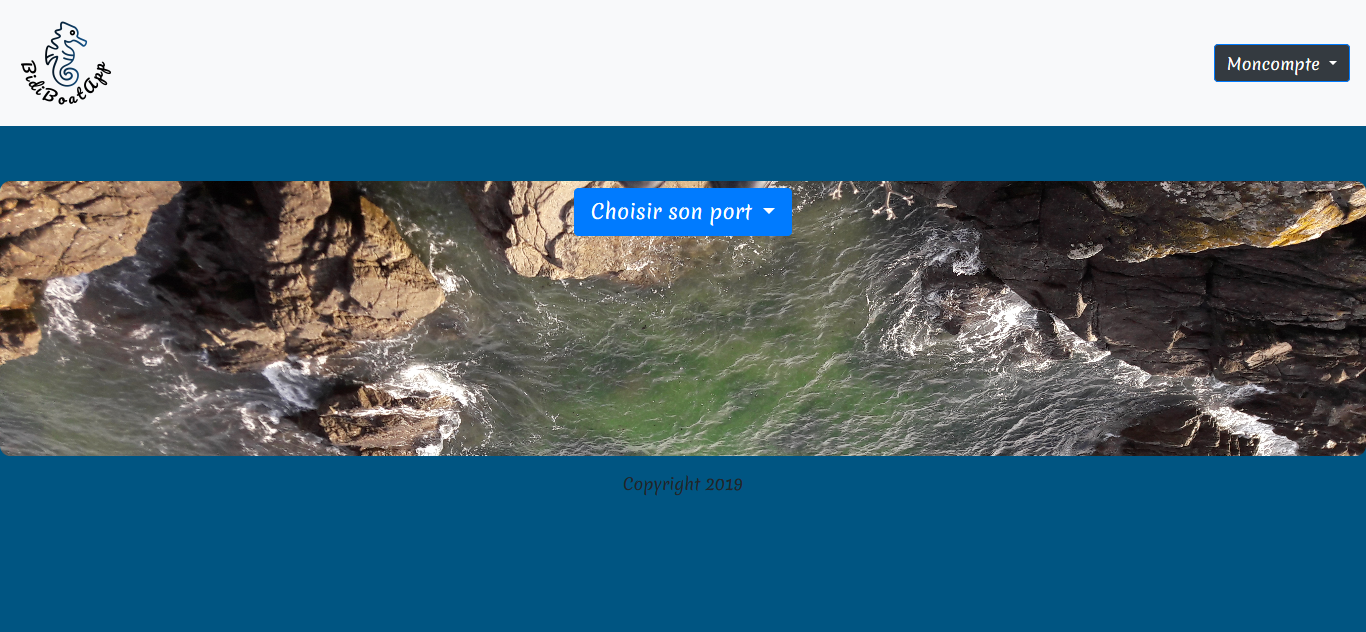 BidiBoatApp
Moncompte
Choisir son port
Copyright 2019